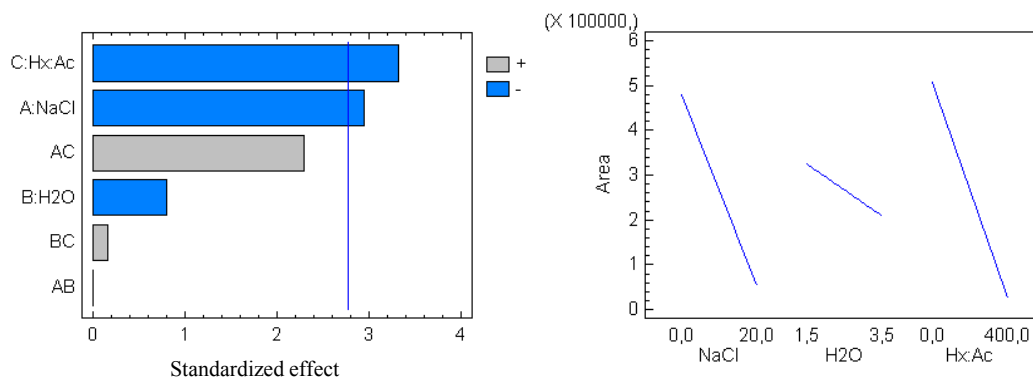 C:Hx:Ac
A:NaCl
AC
B:H2O
BC
AB
0 1 2 3 4
Standardized effect
+
-
(X 100000,)
6
5
4
3
2
1
0
Area
0,0 20,0 1,5 3,5 0,0 400,0
NaCl H2O Hx:Ac